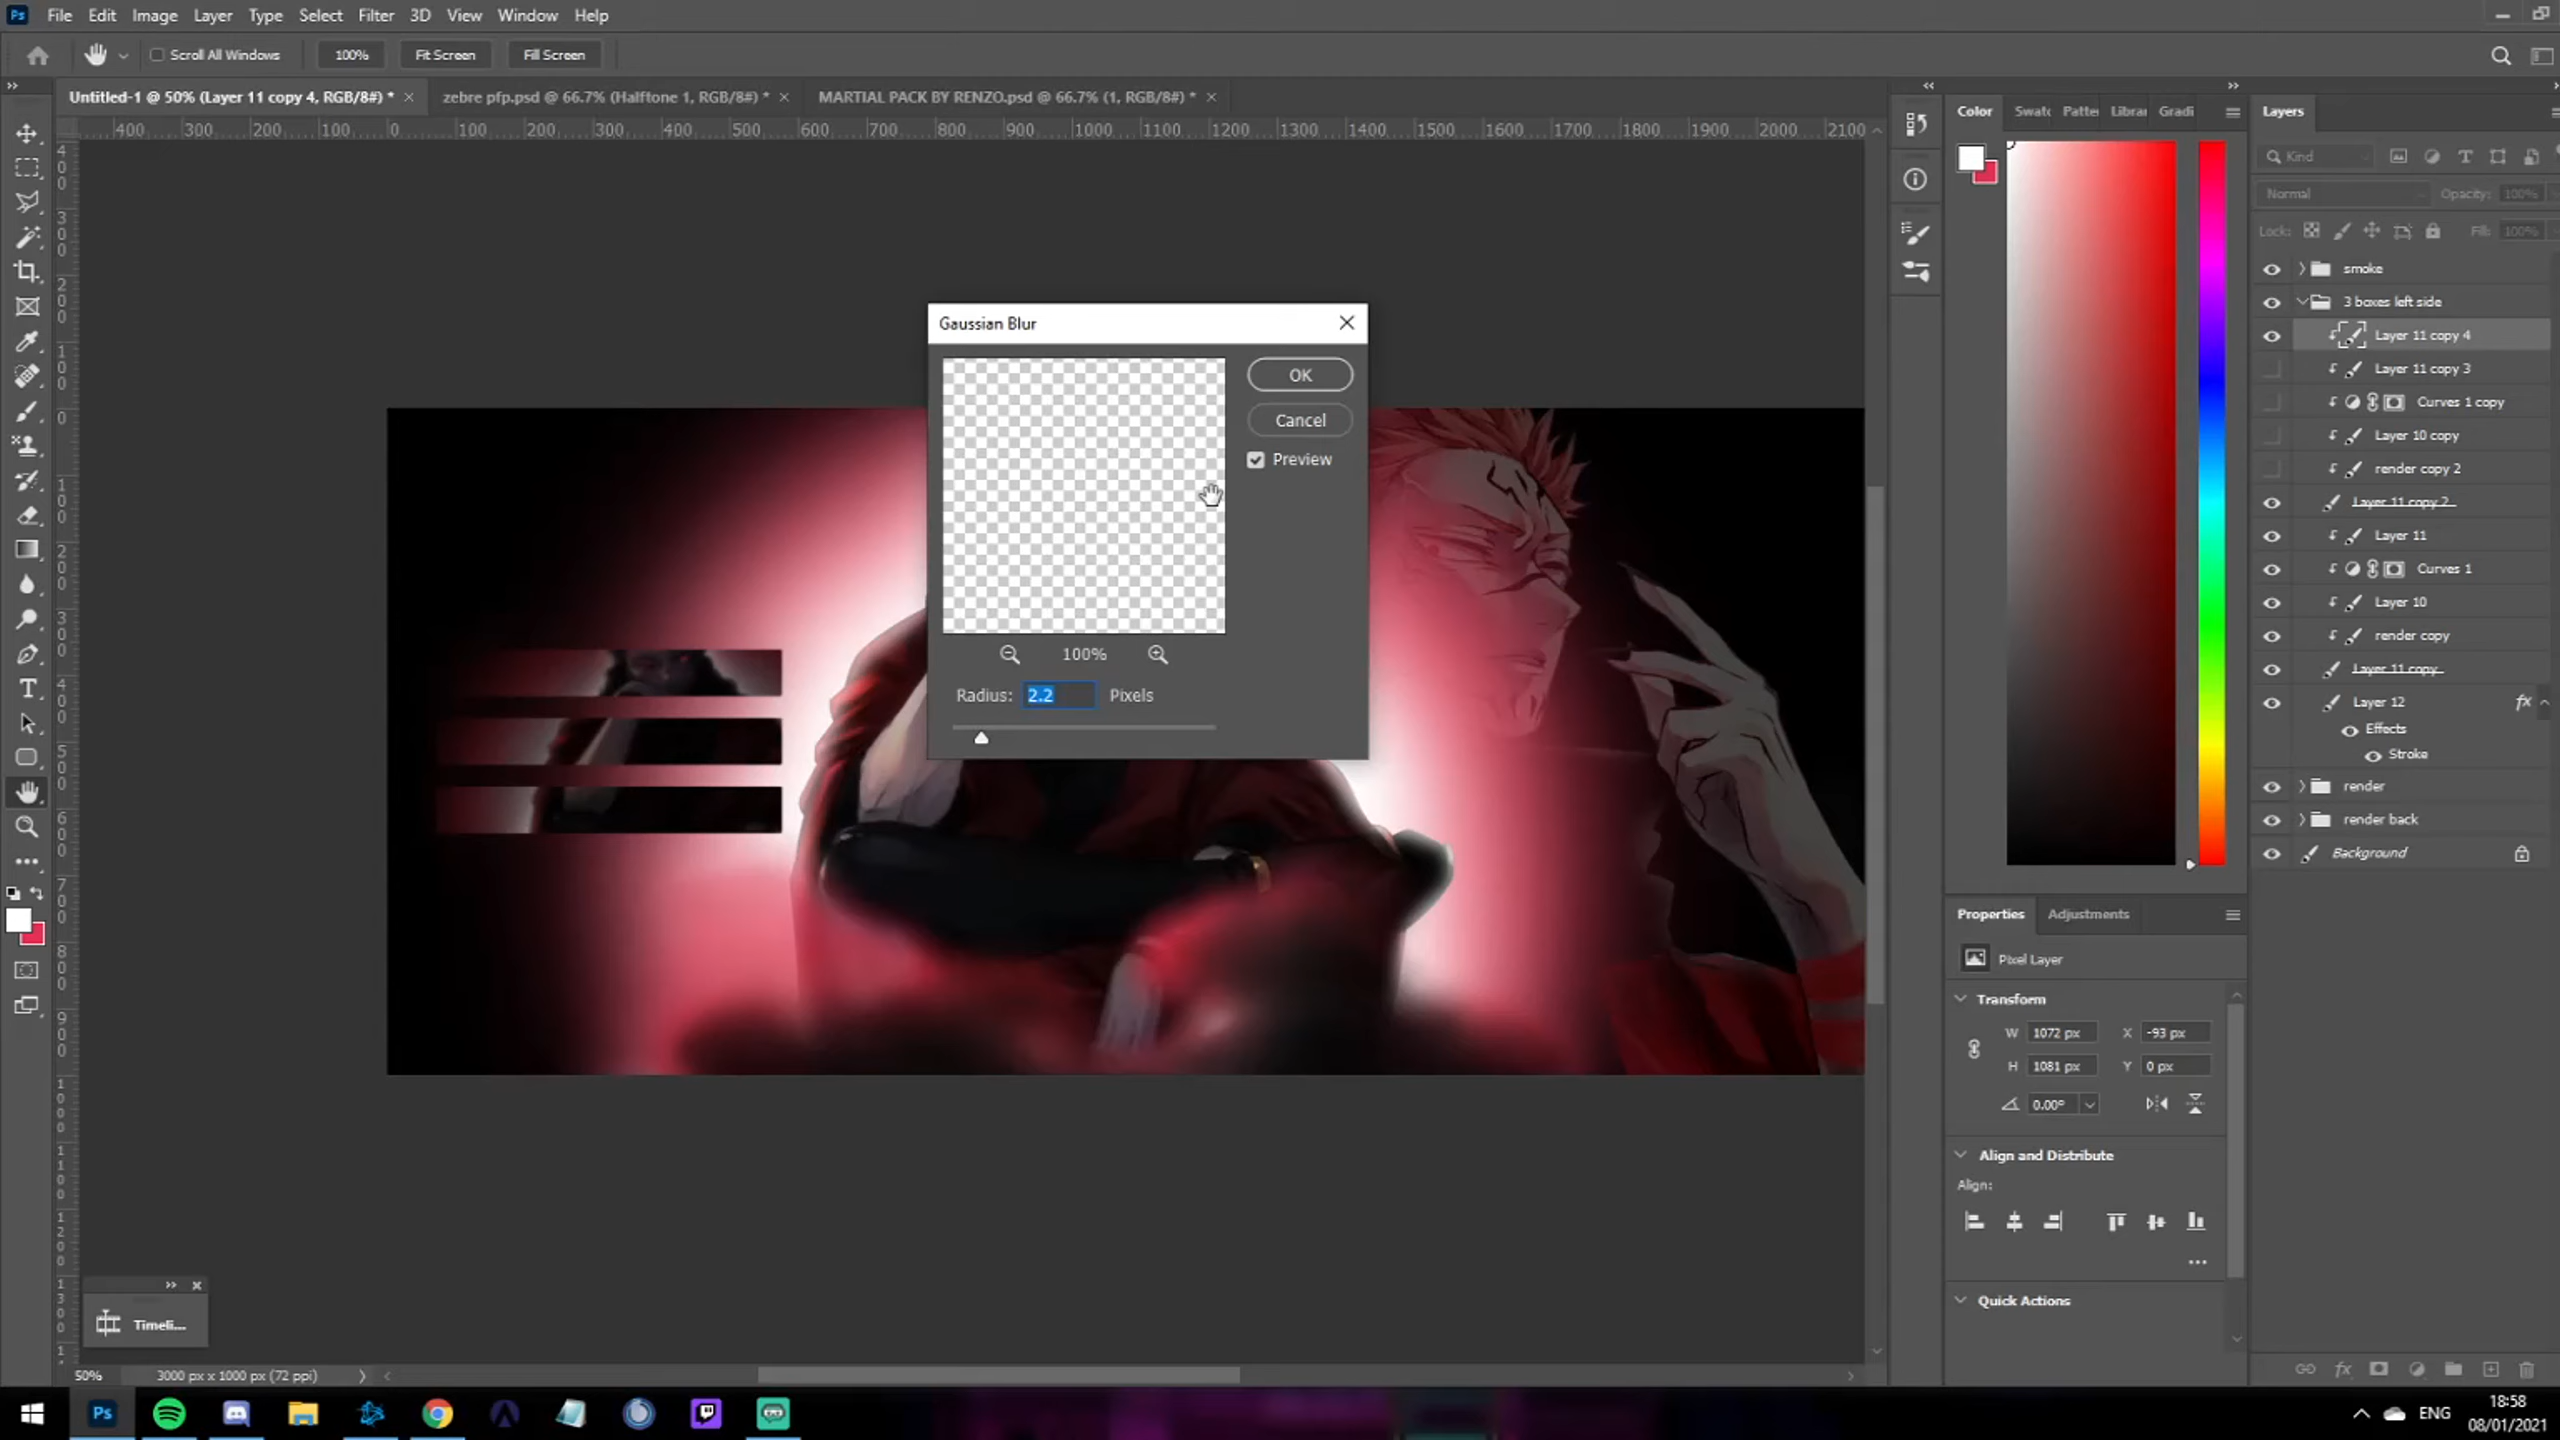 Ps File Edit Image Layer Type Select Filter 3D View Window Help
Scroll All Windows 100% Fit Screen Fill Screen
Untitled-1 @ 50% (Layer 11 copy 4, RGB/8#) * zebre pfp.psd @ 66.7% (Halftone 1, RGB/8#) * MARTIAL PACK BY RENZO.psd @ 66.7% (1, RGB/8#) *
400 300 200 100 0 100 200 300 400 500 600 700 800 900 1000 1100 1200 1300 1400 1500 1600 1700 1800 1900 2000 2100
Gaussian Blur
OK
Cancel
Preview
100%
Radius: 2.2 Pixels
Color Swatc Patter Librar Gradi
Layers
Kind
Normal Opacity: 100%
Lock: Fill: 100%
smoke
3 boxes left side
Layer 11 copy 4
Layer 11 copy 3
Curves 1 copy
Layer 10 copy
render copy 2
Layer 11 copy 2
Layer 11
Curves 1
Layer 10
render copy
Layer 11 copy
Layer 12 fx
Effects
Stroke
render
render back
Background
Properties Adjustments
Pixel Layer
Transform
W 1072 px X -93 px
H 1081 px Y 0 px
0.00°
Align and Distribute
Align:
Quick Actions
Timeli...
50% 3000 px x 1000 px (72 ppi)
fx
Ps
ENG
18:58
08/01/2021